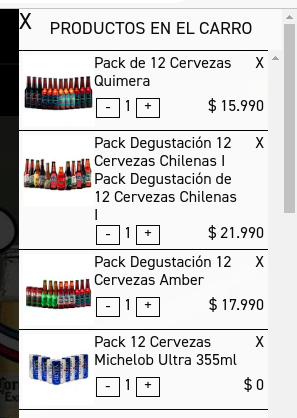 X
PRODUCTOS EN EL CARRO
Pack de 12 Cervezas X
Quimera
- 1 + $ 15.990
Pack Degustación 12 X
Cervezas Chilenas I
Pack Degustación de
12 Cervezas Chilenas
I
- 1 + $ 21.990
Pack Degustación 12 X
Cervezas Amber
- 1 + $ 17.990
Pack 12 Cervezas X
Michelob Ultra 355ml
- 1 + $ 0